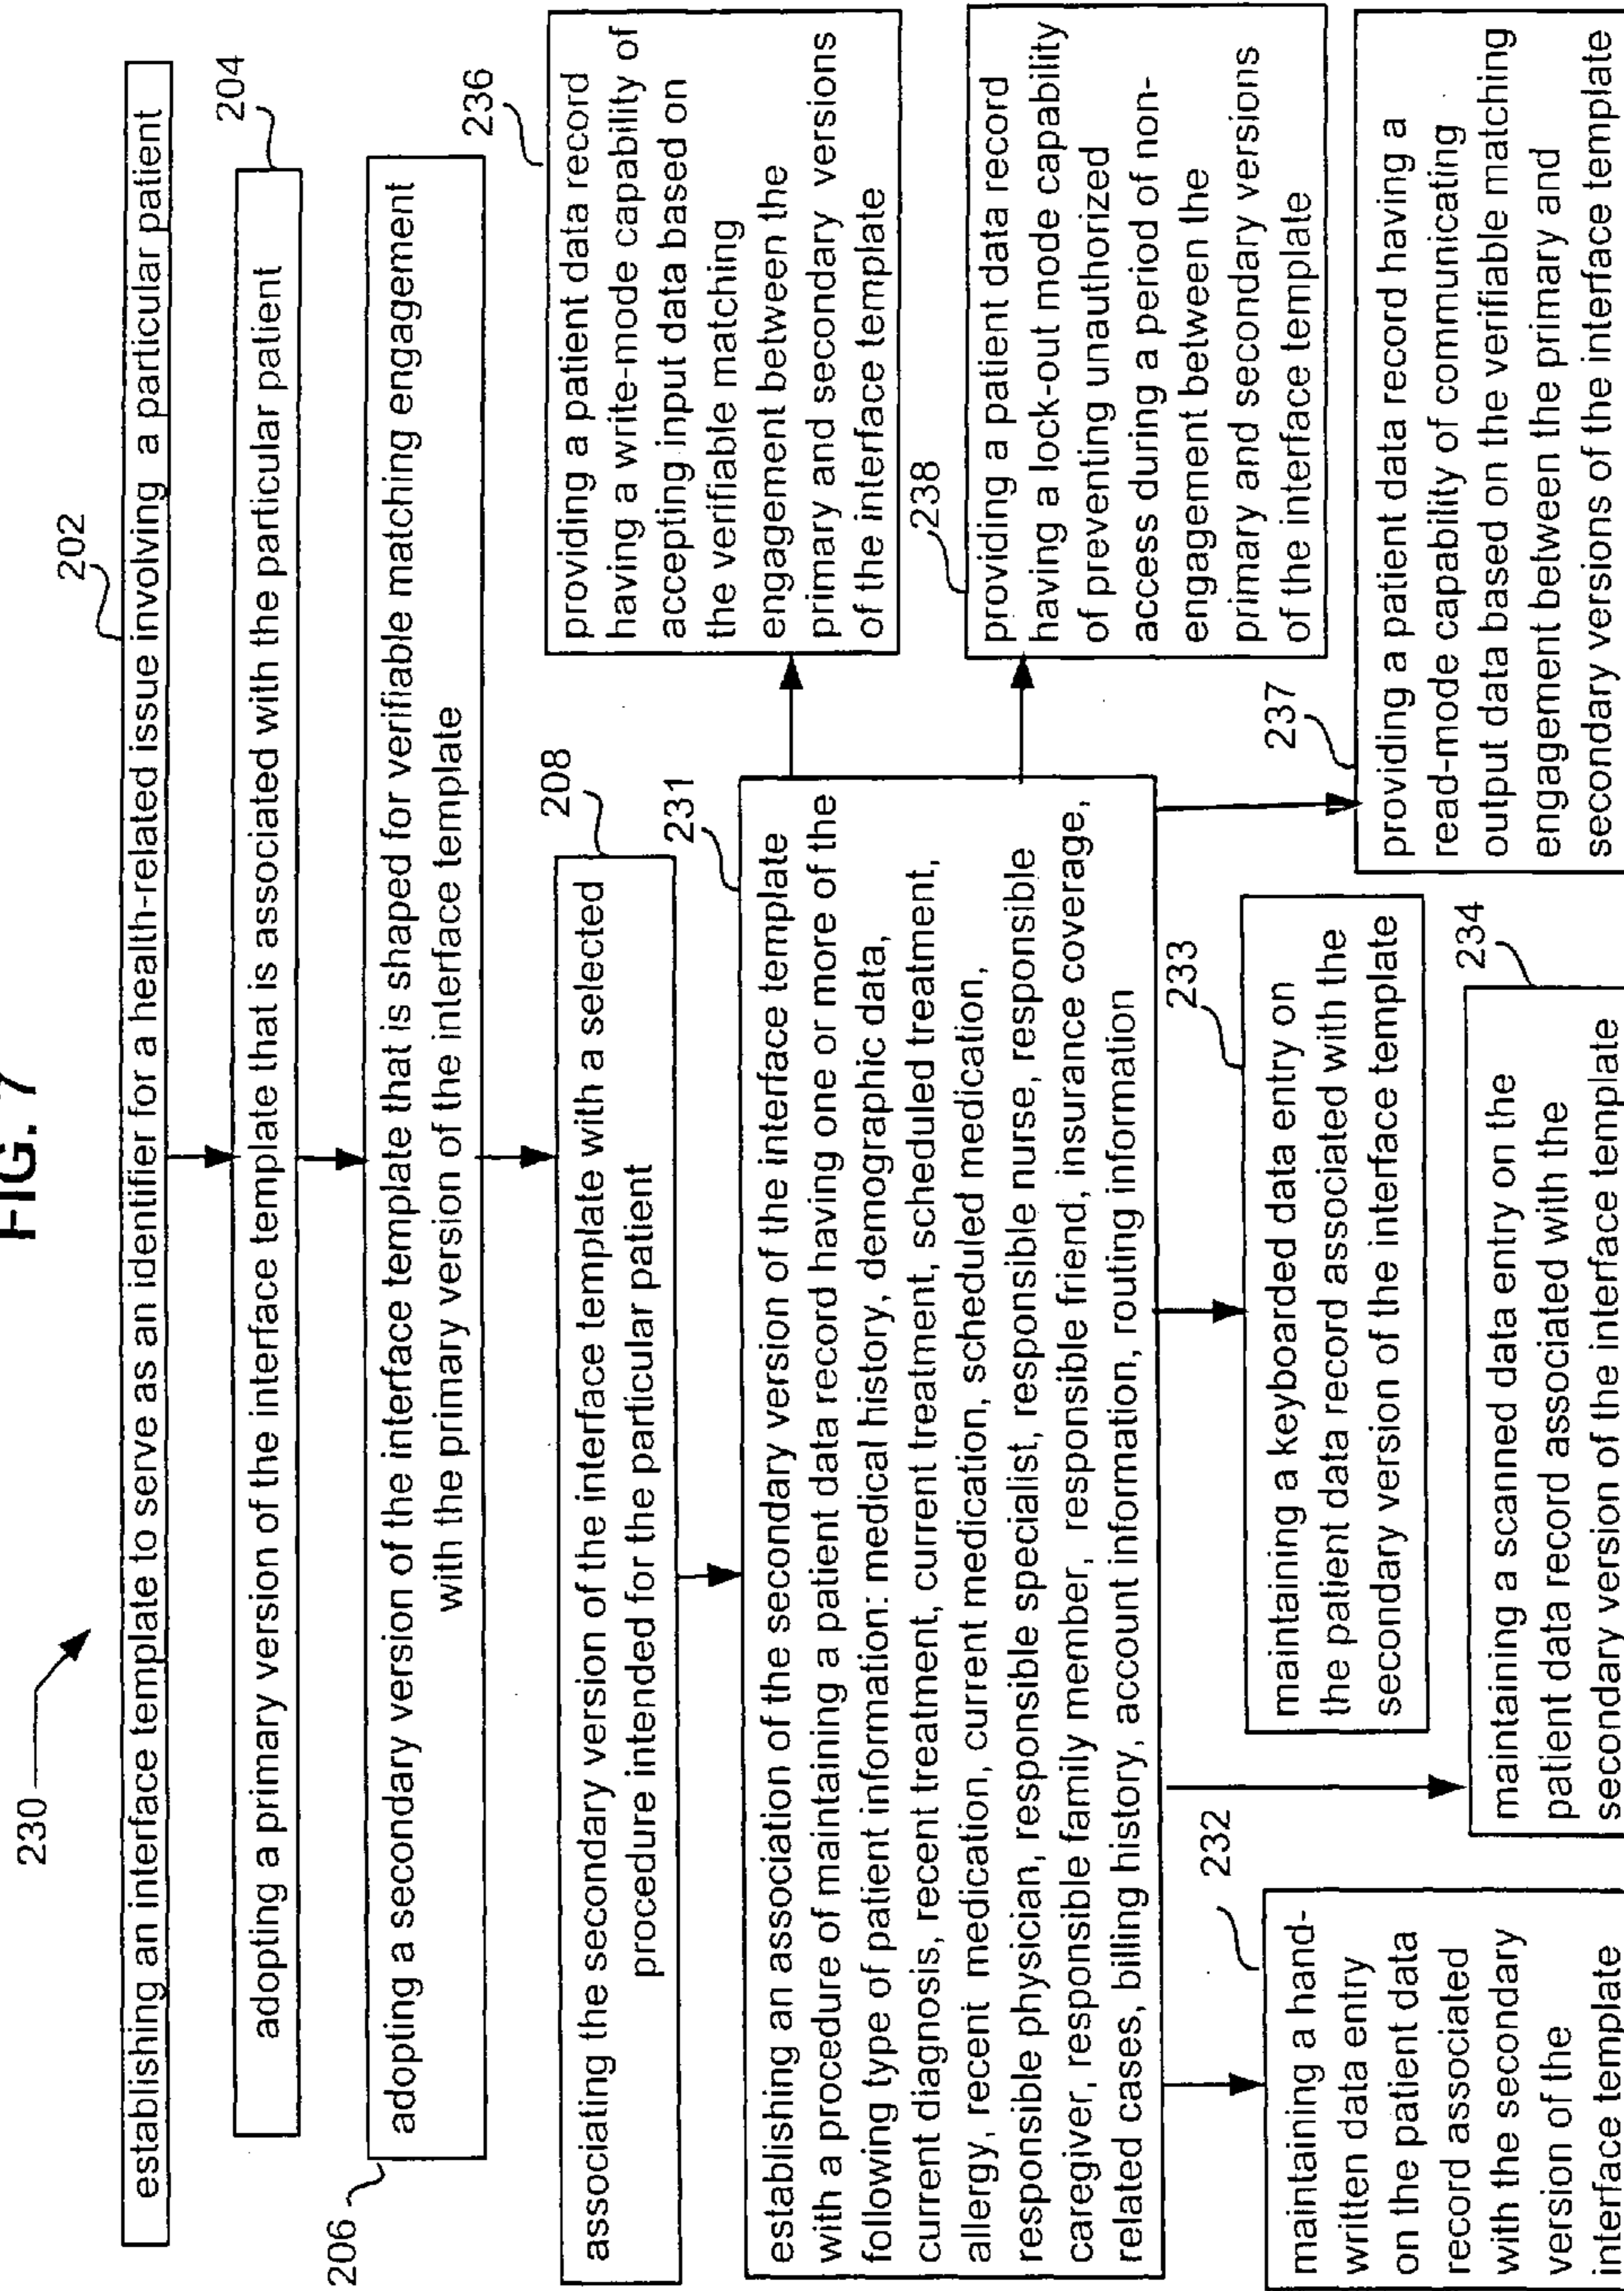 FIG. 7
230
202
establishing an interface template to serve as an identifier for a health-related issue involving a particular patient
204
adopting a primary version of the interface template that is associated with the particular patient
206
adopting a secondary version of the interface template that is shaped for verifiable matching engagement
with the primary version of the interface template
208
associating the secondary version of the interface template with a selected
procedure intended for the particular patient
231
establishing an association of the secondary version of the interface template
with a procedure of maintaining a patient data record having one or more of the
following type of patient information: medical history, demographic data,
current diagnosis, recent treatment, current treatment, scheduled treatment,
allergy, recent medication, current medication, scheduled medication,
responsible physician, responsible specialist, responsible nurse, responsible
caregiver, responsible family member, responsible friend, insurance coverage,
related cases, billing history, account information, routing information
236
providing a patient data record
having a write-mode capability of
accepting input data based on
the verifiable matching
engagement between the
primary and secondary versions
of the interface template
238
providing a patient data record
having a lock-out mode capability
of preventing unauthorized
access during a period of non-
engagement between the
primary and secondary versions
of the interface template
237
providing a patient data record having a
read-mode capability of communicating
output data based on the verifiable matching
engagement between the primary and
secondary versions of the interface template
232
maintaining a hand-
written data entry
on the patient data
record associated
with the secondary
version of the
interface template
233
maintaining a keyboarded data entry on
the patient data record associated with the
secondary version of the interface template
234
maintaining a scanned data entry on the
patient data record associated with the
secondary version of the interface template